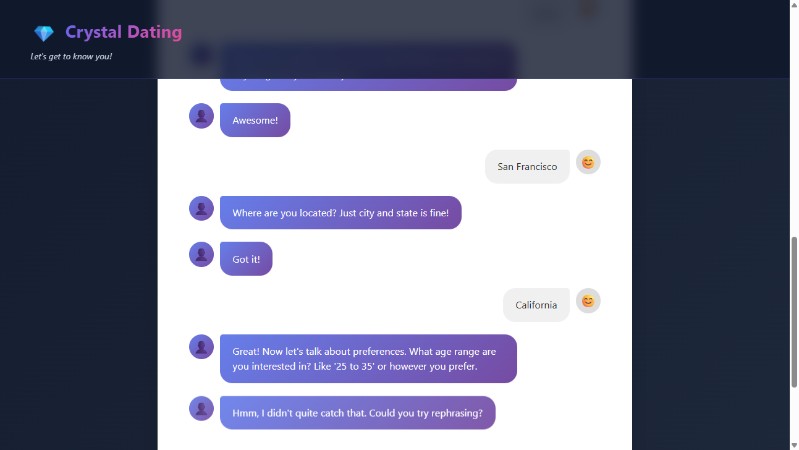 Crystal Dating
Let's get to know you!
Awesome!
San Francisco
Where are you located? Just city and state is fine!
Got it!
California
Great! Now let's talk about preferences. What age range are
you interested in? Like '25 to 35' or however you prefer.
Hmm, I didn't quite catch that. Could you try rephrasing?